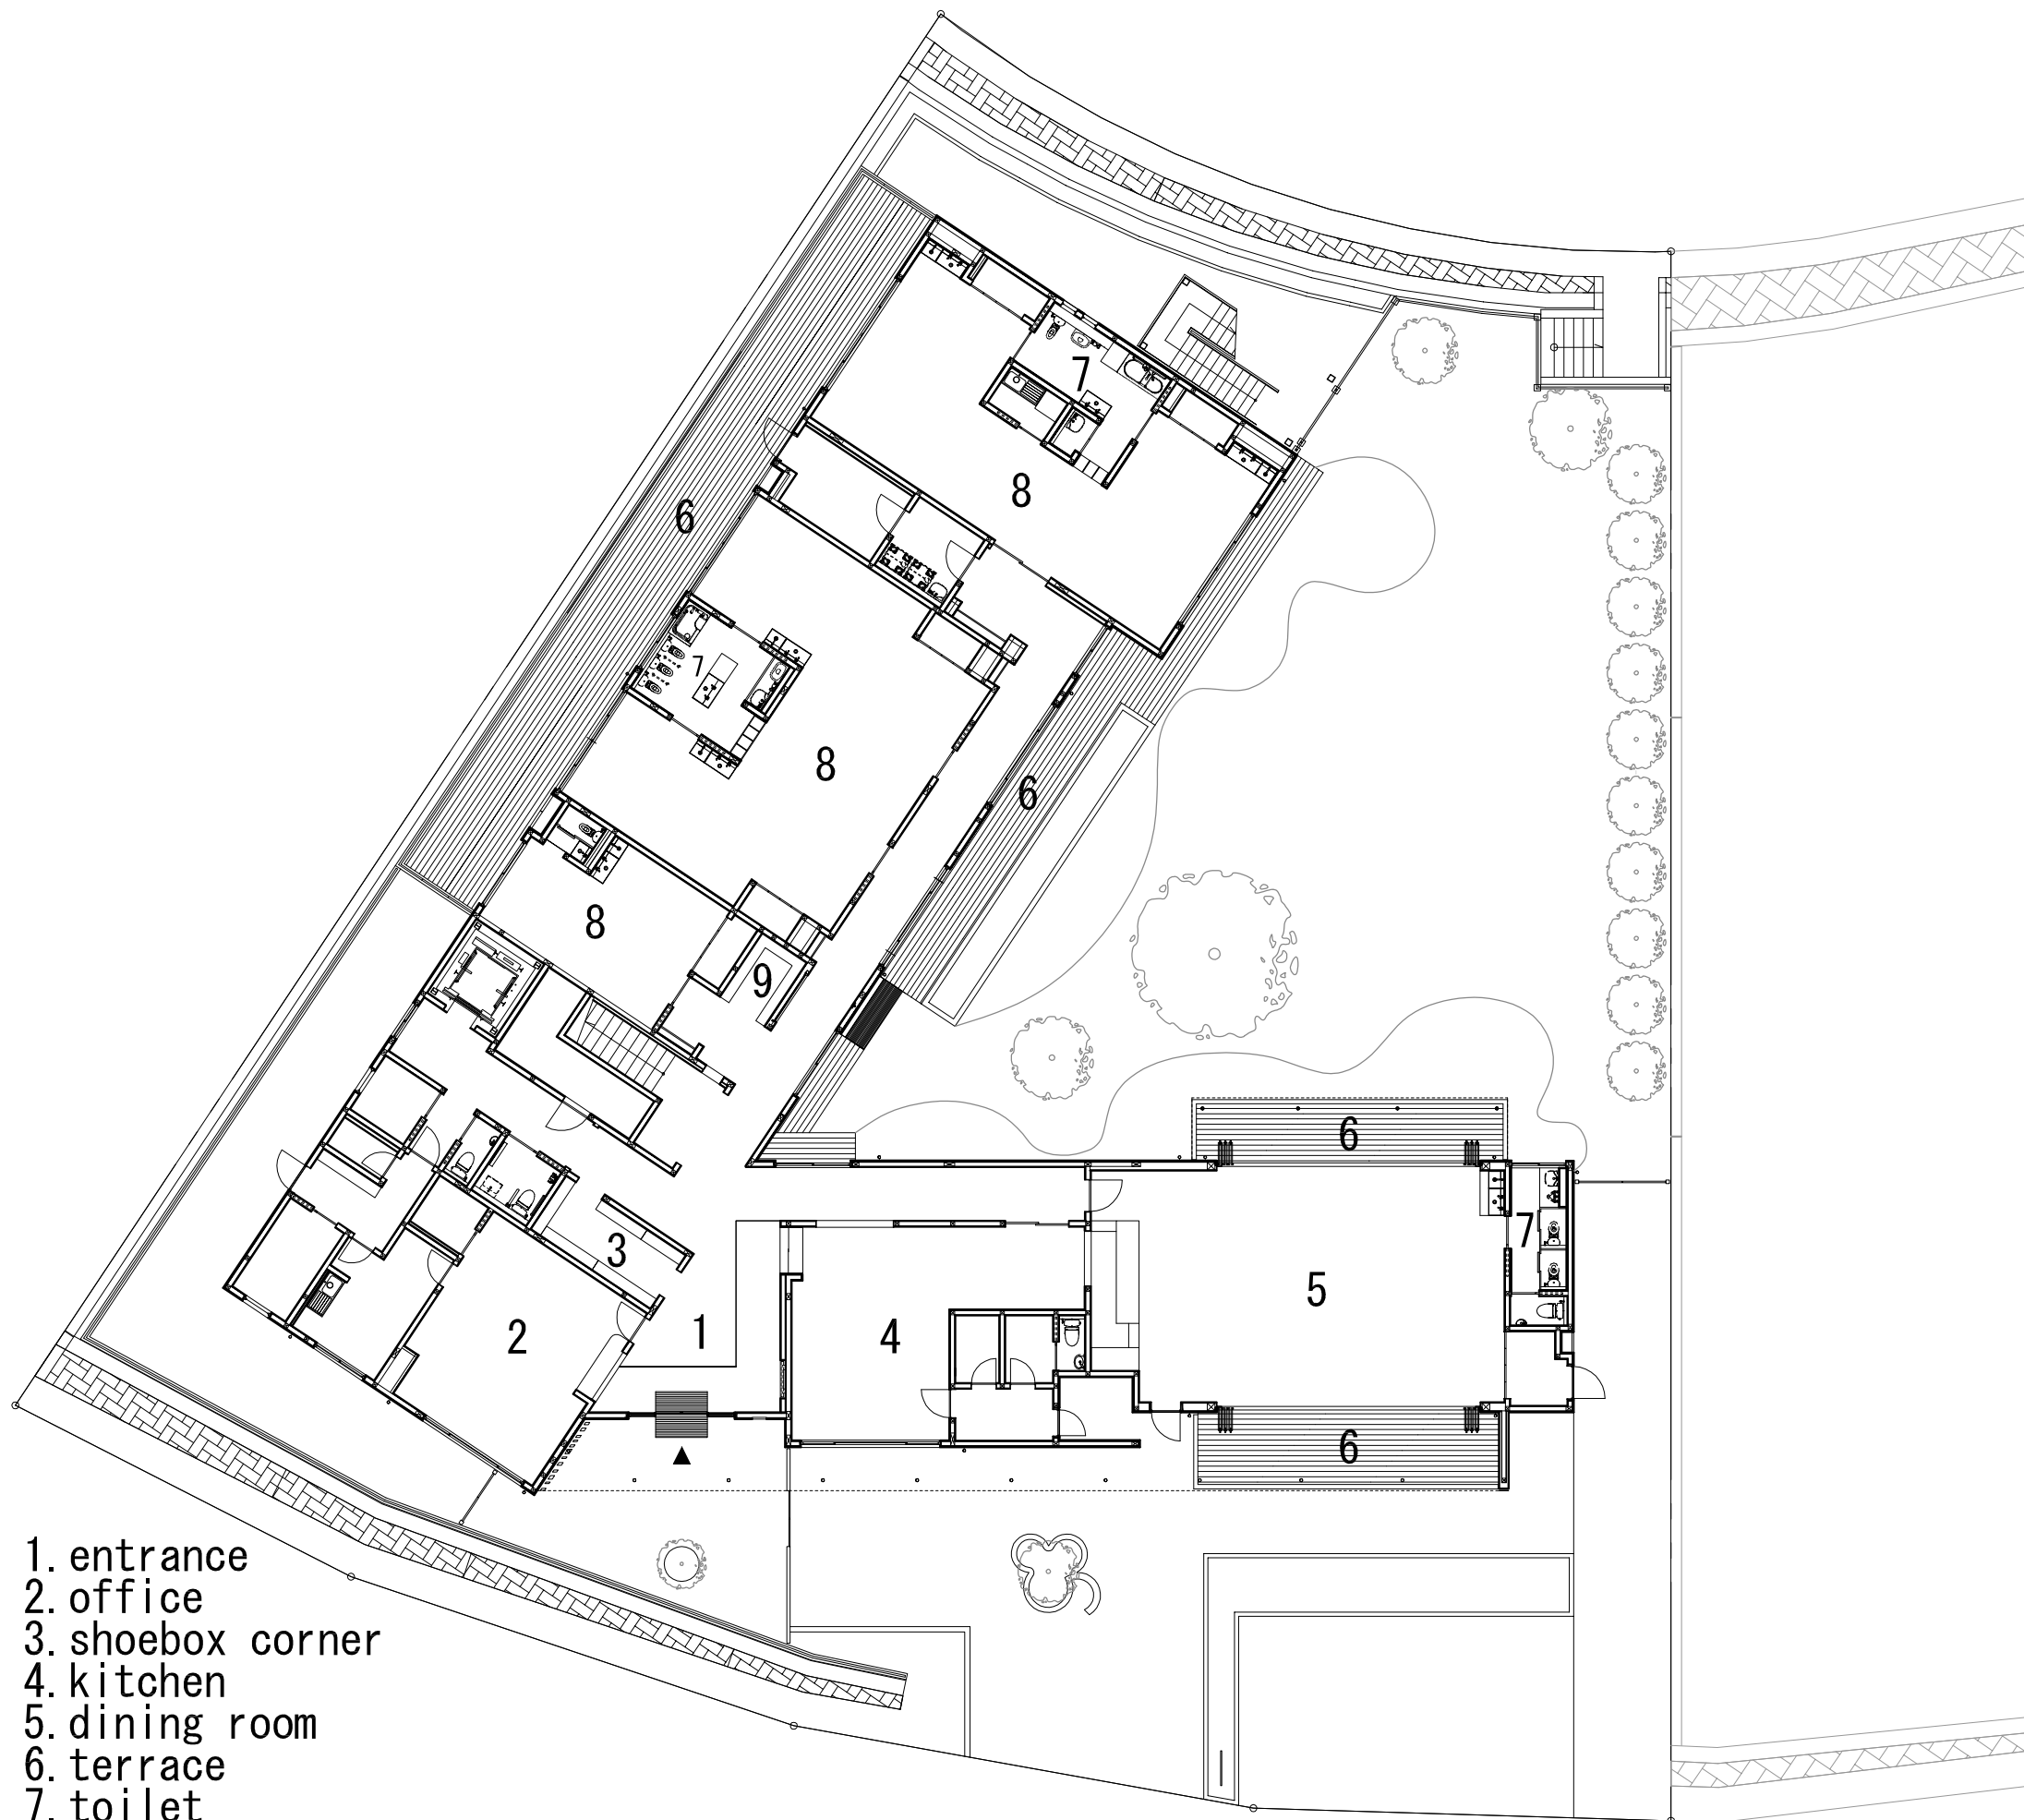 7
8
6
7
8
6
8
9
6
3
7
5
1
2
4
6
1. entrance
2. office
3. shoebox corner
4. kitchen
5. dining room
6. terrace
7. toilet